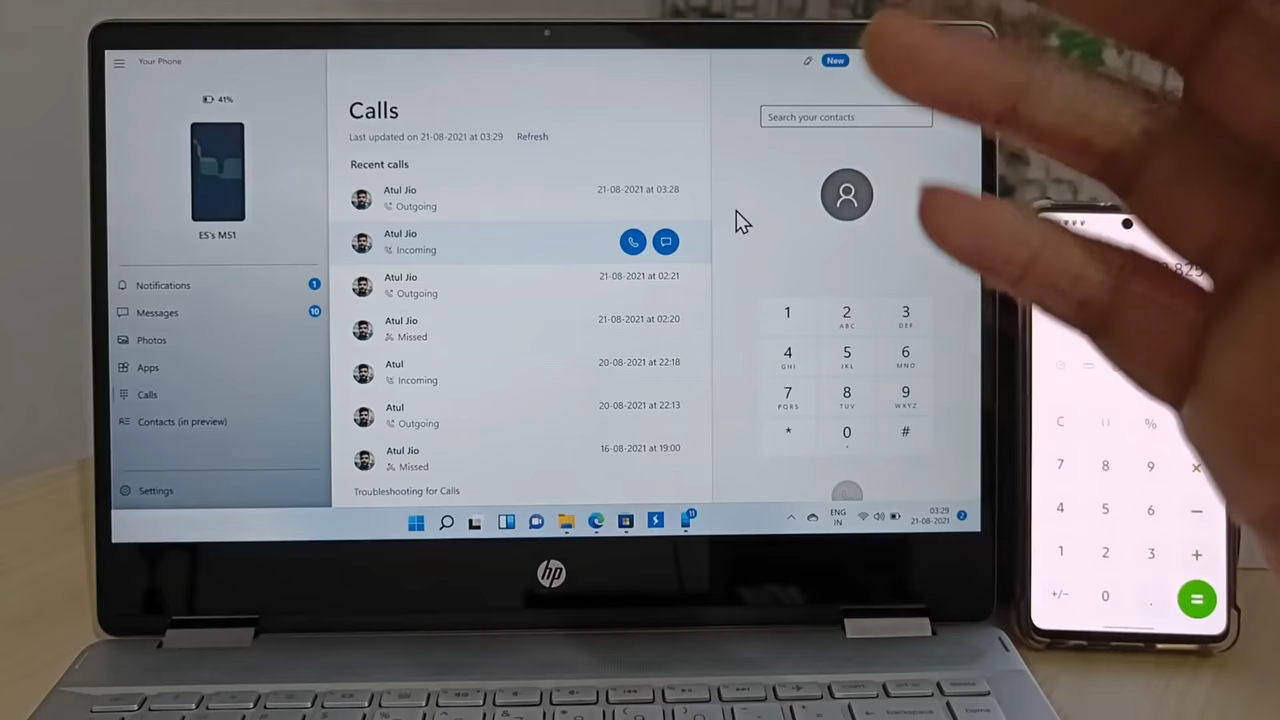 Your Phone
41%
ES's M51
Notifications 1
Messages 10
Photos
Apps
Calls
Contacts (in preview)
Settings
Calls
Last updated on 21-08-2021 at 03:29 Refresh
Recent calls
Atul Jio 21-08-2021 at 03:28
Outgoing
Atul Jio
Incoming
Atul Jio 21-08-2021 at 02:21
Outgoing
Atul Jio 21-08-2021 at 02:20
Missed
Atul 20-08-2021 at 22:18
Incoming
Atul 20-08-2021 at 22:13
Outgoing
Atul Jio 16-08-2021 at 19:00
Missed
Troubleshooting for Calls
New
Search your contacts
1 2 3
ABC DEF
4 5 6
GHI JKL MNO
7 8 9
PQRS TUV WXYZ
* 0 #
11
ENG
IN
03:29
21-08-2021
2
hp
825
C () %
7 8 9 ×
4 5 6 −
1 2 3 +
+/− 0 . =
backspace
home